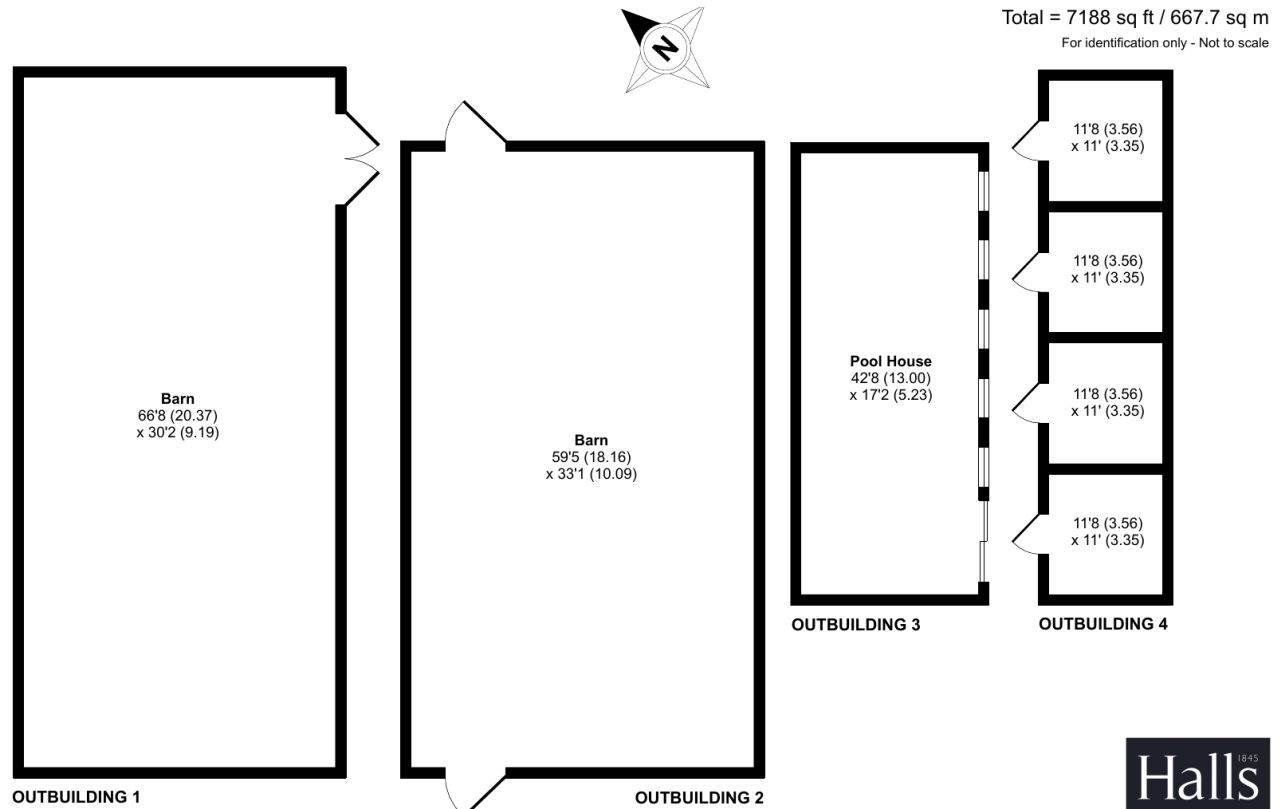 Total = 7188 sq ft / 667.7 sq m
For identification only - Not to scale
N
Barn
66'8 (20.37)
x 30'2 (9.19)
OUTBUILDING 1
Barn
59'5 (18.16)
x 33'1 (10.09)
OUTBUILDING 2
Pool House
42'8 (13.00)
x 17'2 (5.23)
OUTBUILDING 3
11'8 (3.56)
x 11' (3.35)
11'8 (3.56)
x 11' (3.35)
11'8 (3.56)
x 11' (3.35)
11'8 (3.56)
x 11' (3.35)
OUTBUILDING 4
1845
Halls